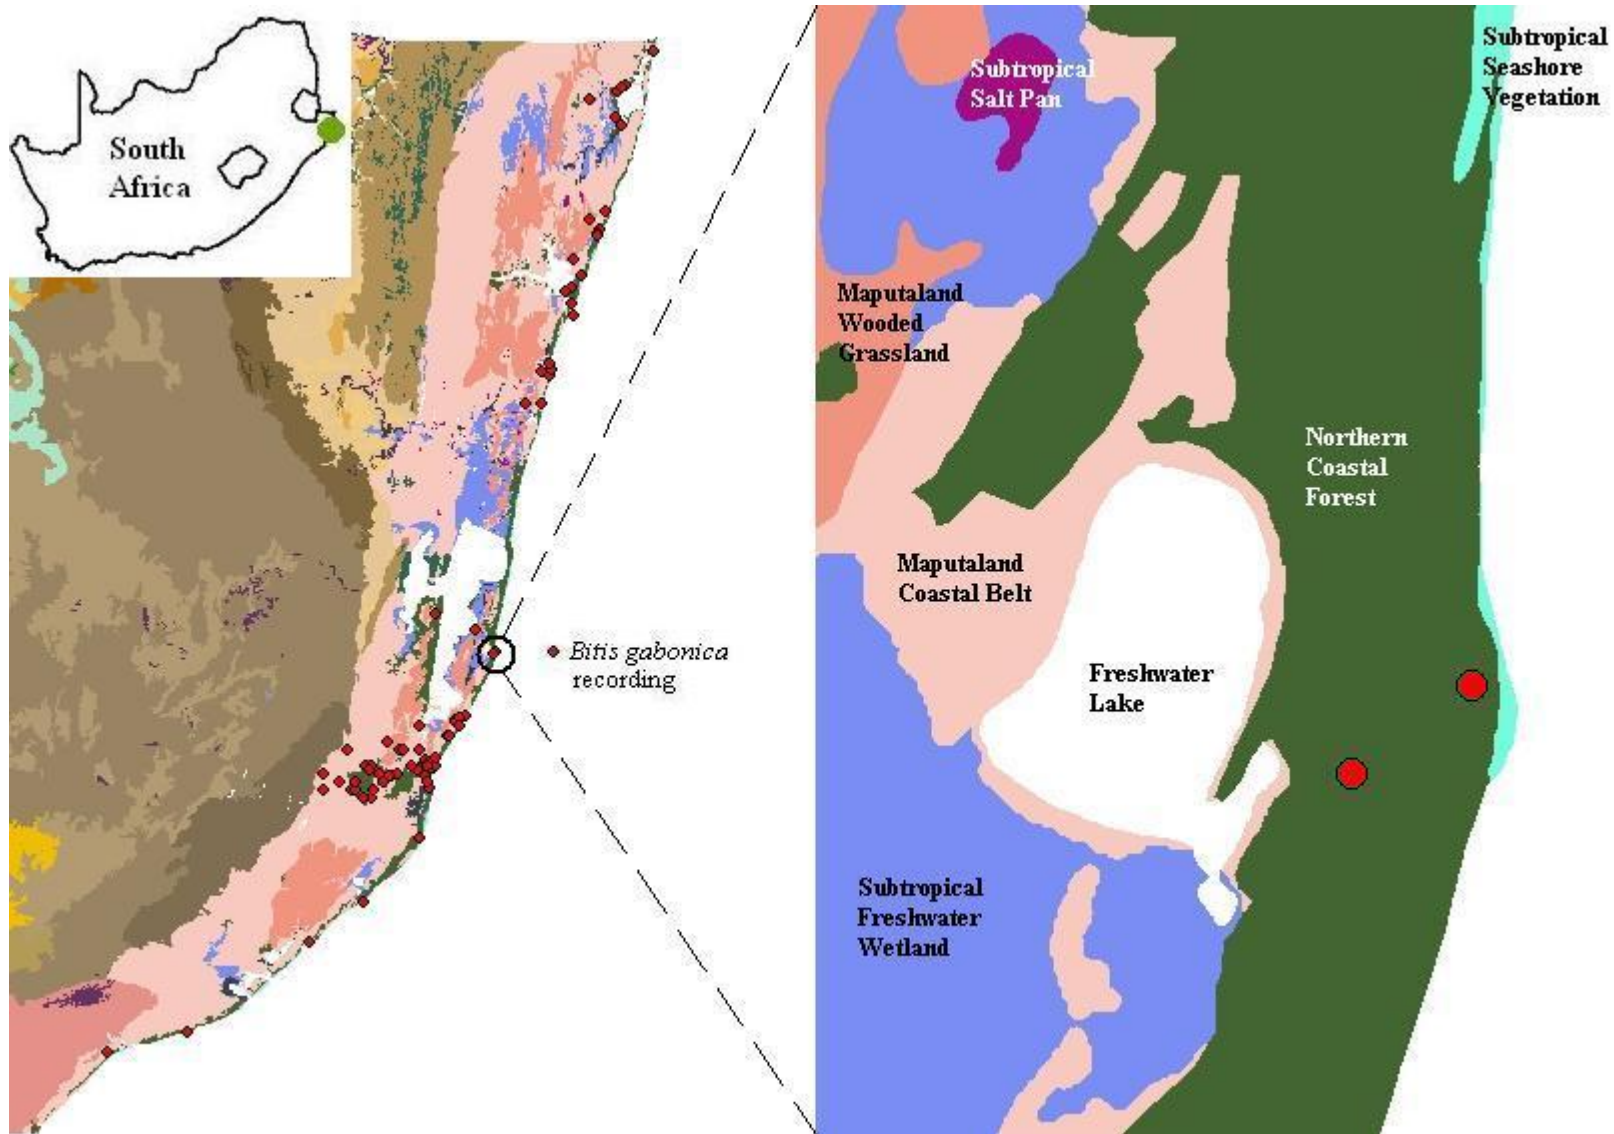 South
Africa
Bitis gabonica
recording
Subtropical
Salt Pan
Subtropical
Seashore
Vegetation
Maputaland
Wooded
Grassland
Northern
Coastal
Forest
Maputaland
Coastal Belt
Freshwater
Lake
Subtropical
Freshwater
Wetland